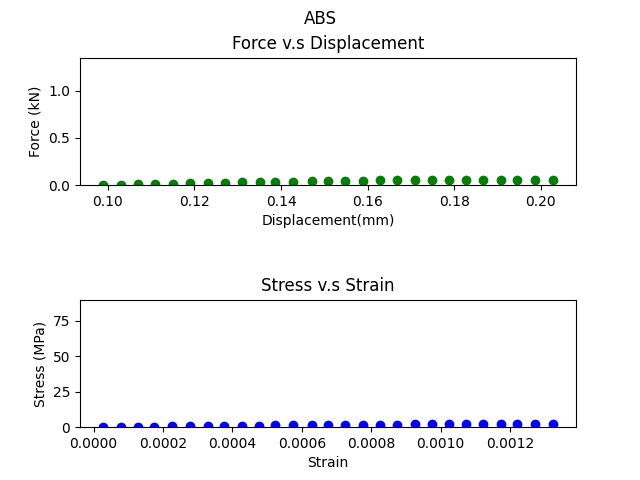 ABS
Force v.s Displacement
1.0
0.5
0.0
Force (kN)
0.10 0.12 0.14 0.16 0.18 0.20
Displacement(mm)
Stress v.s Strain
75
50
25
0
Stress (MPa)
0.0000 0.0002 0.0004 0.0006 0.0008 0.0010 0.0012
Strain